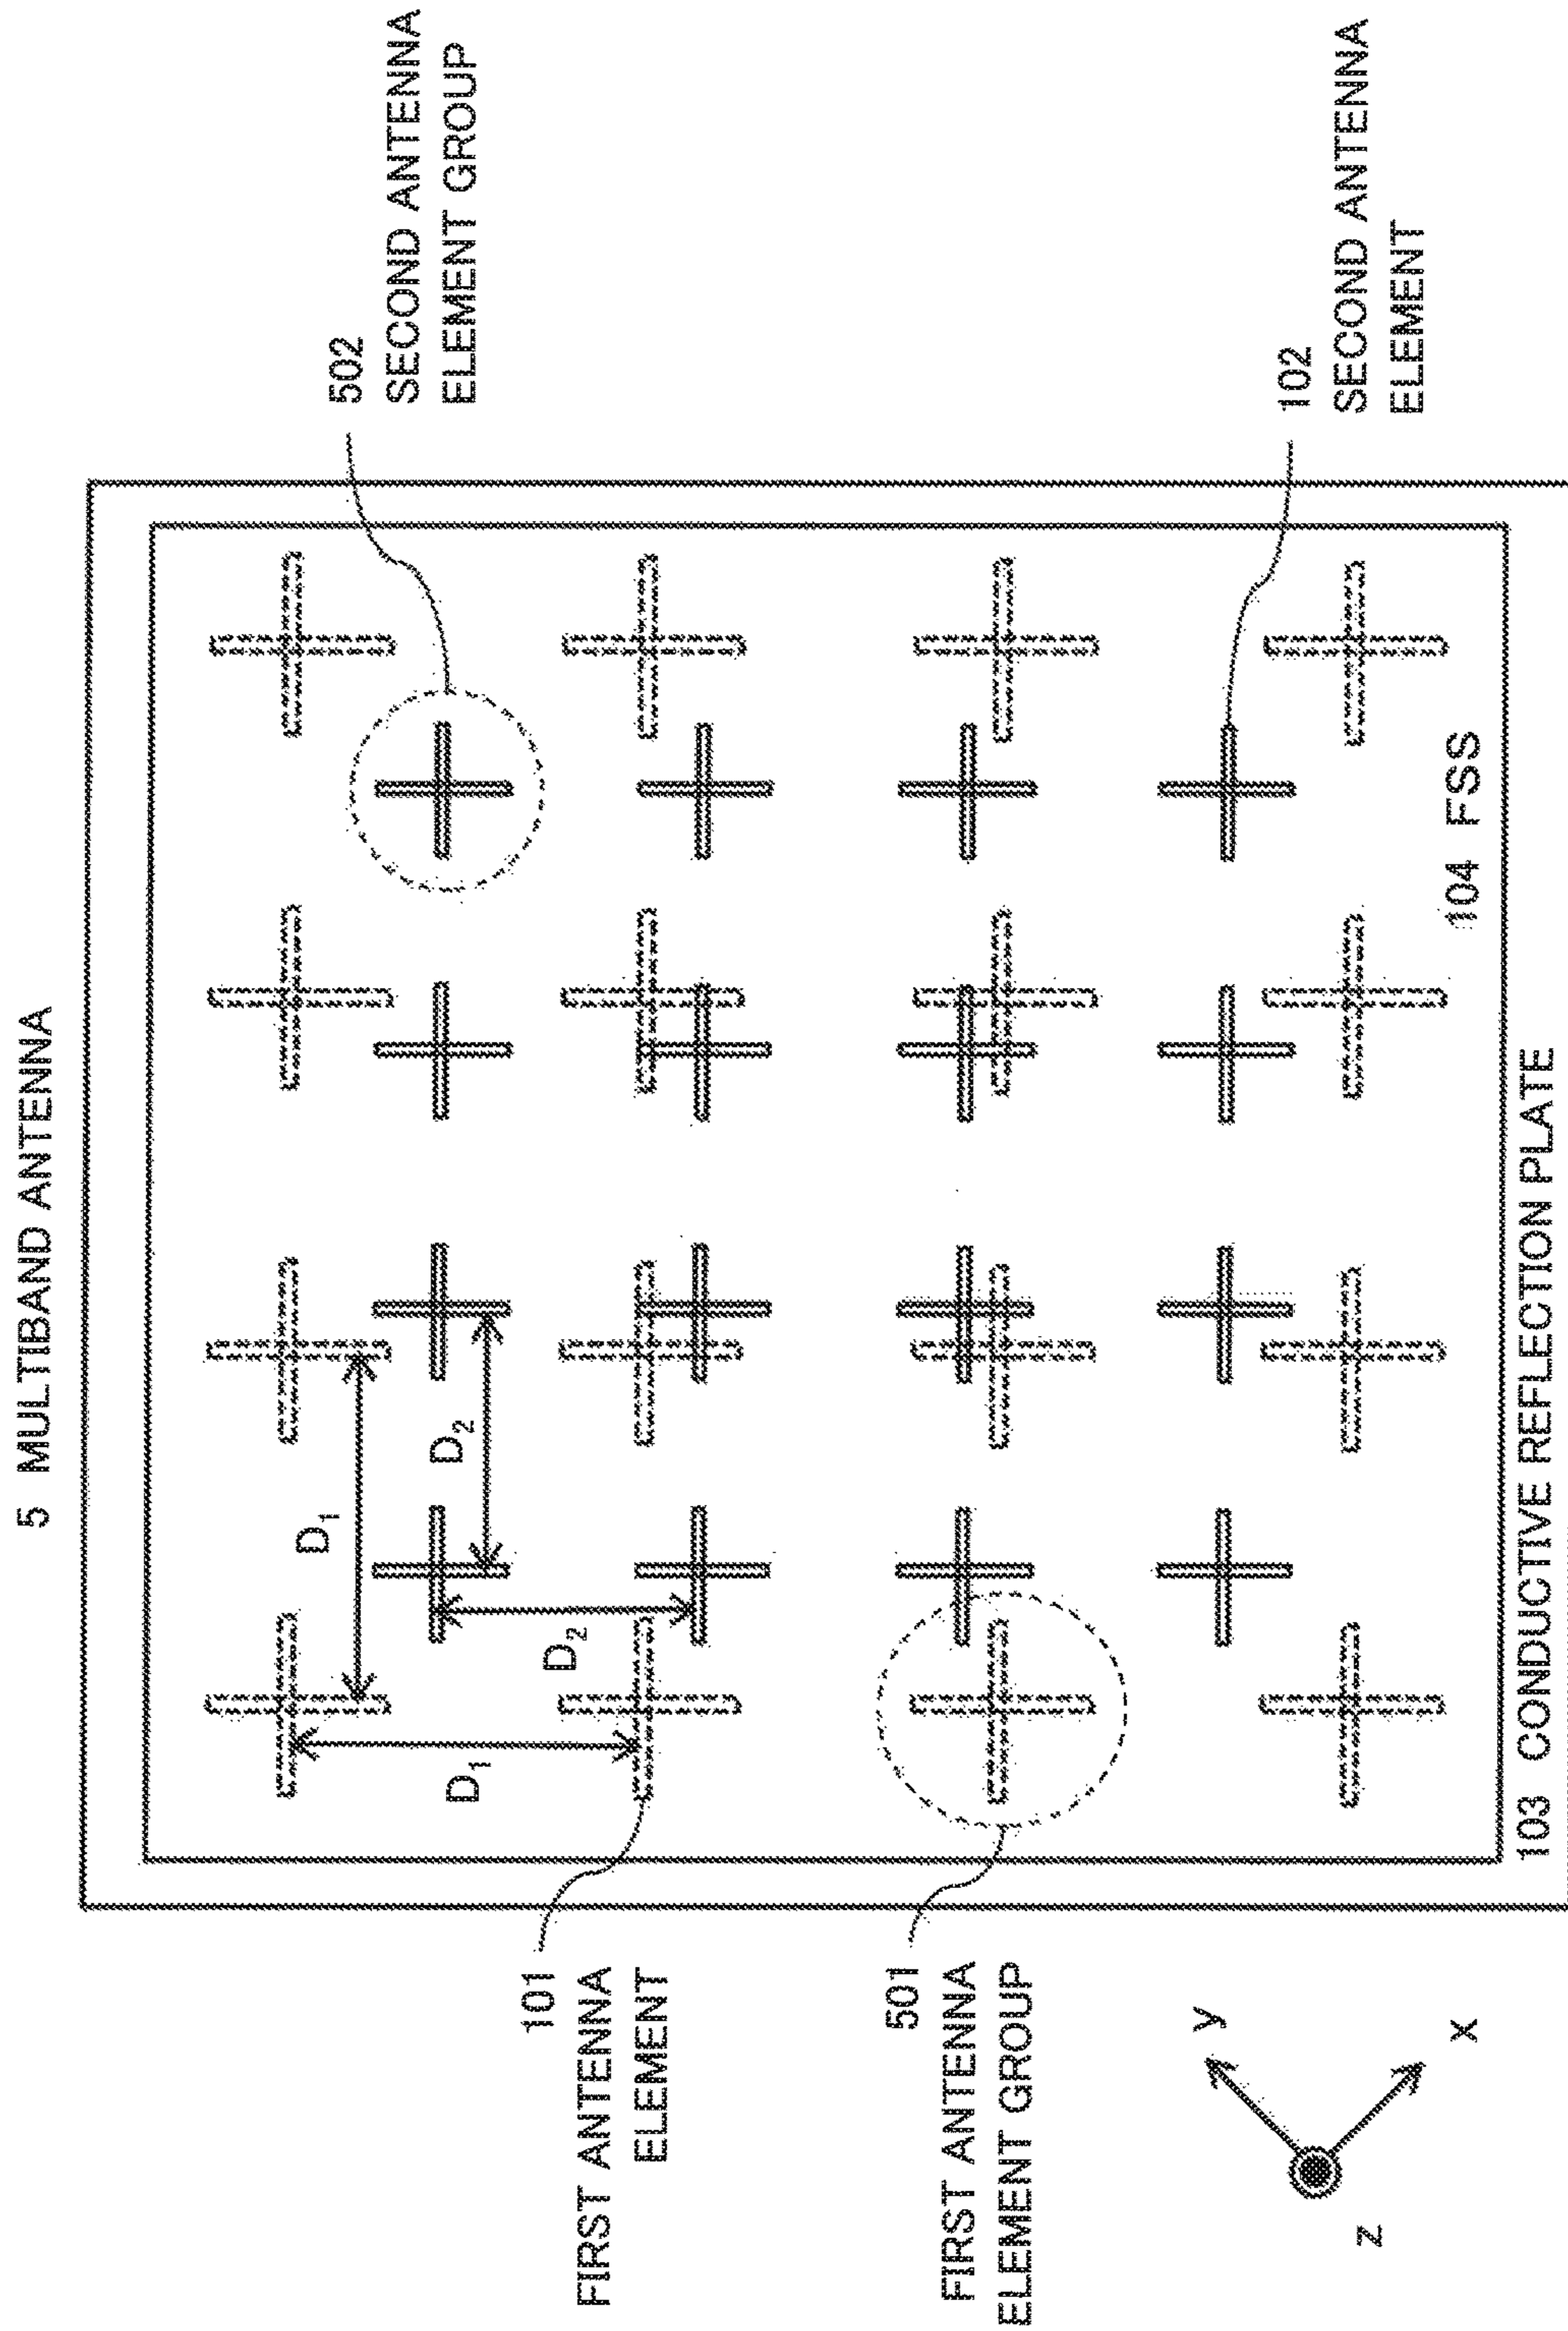 5 MULTIBAND ANTENNA
502
SECOND ANTENNA
ELEMENT GROUP
102
SECOND ANTENNA
ELEMENT
D1
D2
D1
D2
104 FSS
103 CONDUCTIVE REFLECTION PLATE
101
FIRST ANTENNA
ELEMENT
501
FIRST ANTENNA
ELEMENT GROUP
y
x
z